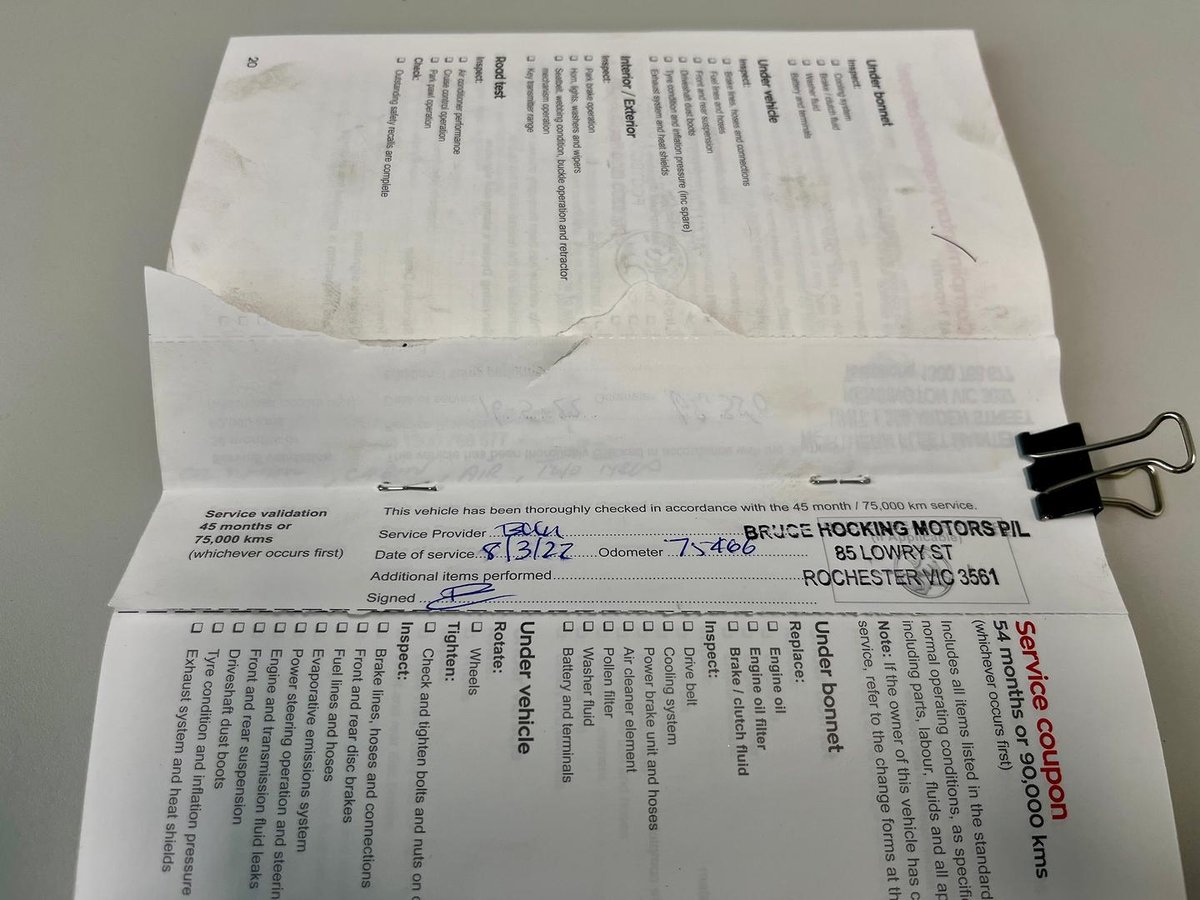 20
Under bonnet
Inspect:
❑ Cooling system
❑ Brake / clutch fluid
❑ Washer fluid
❑ Battery and terminals
Under vehicle
Inspect:
❑ Brake lines, hoses and connections
❑ Fuel lines and hoses
❑ Front and rear suspension
❑ Driveshaft dust boots
❑ Tyre condition and inflation pressure (inc spare)
❑ Exhaust system and heat shields
Interior / Exterior
Inspect:
❑ Park brake operation
❑ Horn, lights, washers and wipers
❑ Seatbelt, webbing condition, buckle operation and retractor
mechanism operation
❑ Key transmitter range
Road test
Inspect:
❑ Air conditioner performance
❑ Cruise control operation
❑ Park pawl operation
Check:
❑ Outstanding safety recalls are complete
Service validation
45 months or
75,000 kms
(whichever occurs first)
This vehicle has been thoroughly checked in accordance with the 45 month / 75,000 km service.
Service Provider
Date of service 8/3/22 Odometer 75466
Additional items performed
Signed
(If Applicable)
BRUCE HOCKING MOTORS P/L
85 LOWRY ST
ROCHESTER VIC 3561
Service coupon
54 months or 90,000 kms
(whichever occurs first)
Includes all items listed in the standard
normal operating conditions, as specifi
including parts, labour, fluids and all ap
Note: If the owner of this vehicle has c
service, refer to the change forms at th
Under bonnet
Replace:
❑ Engine oil
❑ Engine oil filter
❑ Brake / clutch fluid
Inspect:
❑ Drive belt
❑ Cooling system
❑ Power brake unit and hoses
❑ Air cleaner element
❑ Pollen filter
❑ Washer fluid
❑ Battery and terminals
Under vehicle
Rotate:
❑ Wheels
Tighten:
❑ Check and tighten bolts and nuts on
Inspect:
❑ Brake lines, hoses and connections
❑ Front and rear disc brakes
❑ Fuel lines and hoses
❑ Evaporative emissions system
❑ Power steering operation and
❑ Engine and transmission fluid leaks
❑ Front and rear suspension
❑ Driveshaft dust boots
❑ Tyre condition and inflation pressure
❑ Exhaust system and heat shields